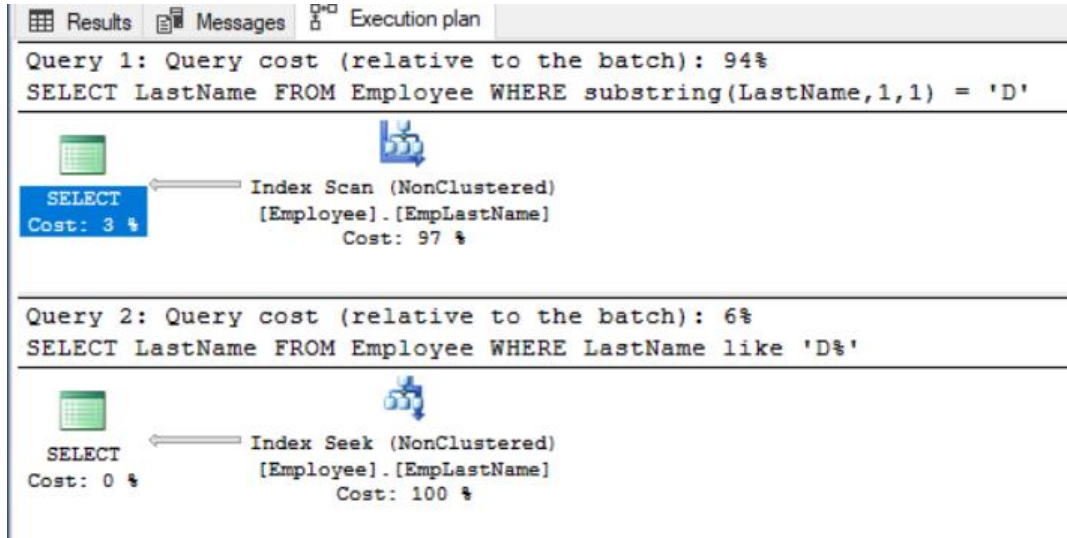 Results Messages Execution plan
Query 1: Query cost (relative to the batch): 94%
SELECT LastName FROM Employee WHERE substring(LastName,1,1) = 'D'
SELECT
Cost: 3 %
Index Scan (NonClustered)
[Employee].[EmpLastName]
Cost: 97 %
Query 2: Query cost (relative to the batch): 6%
SELECT LastName FROM Employee WHERE LastName like 'D%'
SELECT
Cost: 0 %
Index Seek (NonClustered)
[Employee].[EmpLastName]
Cost: 100 %